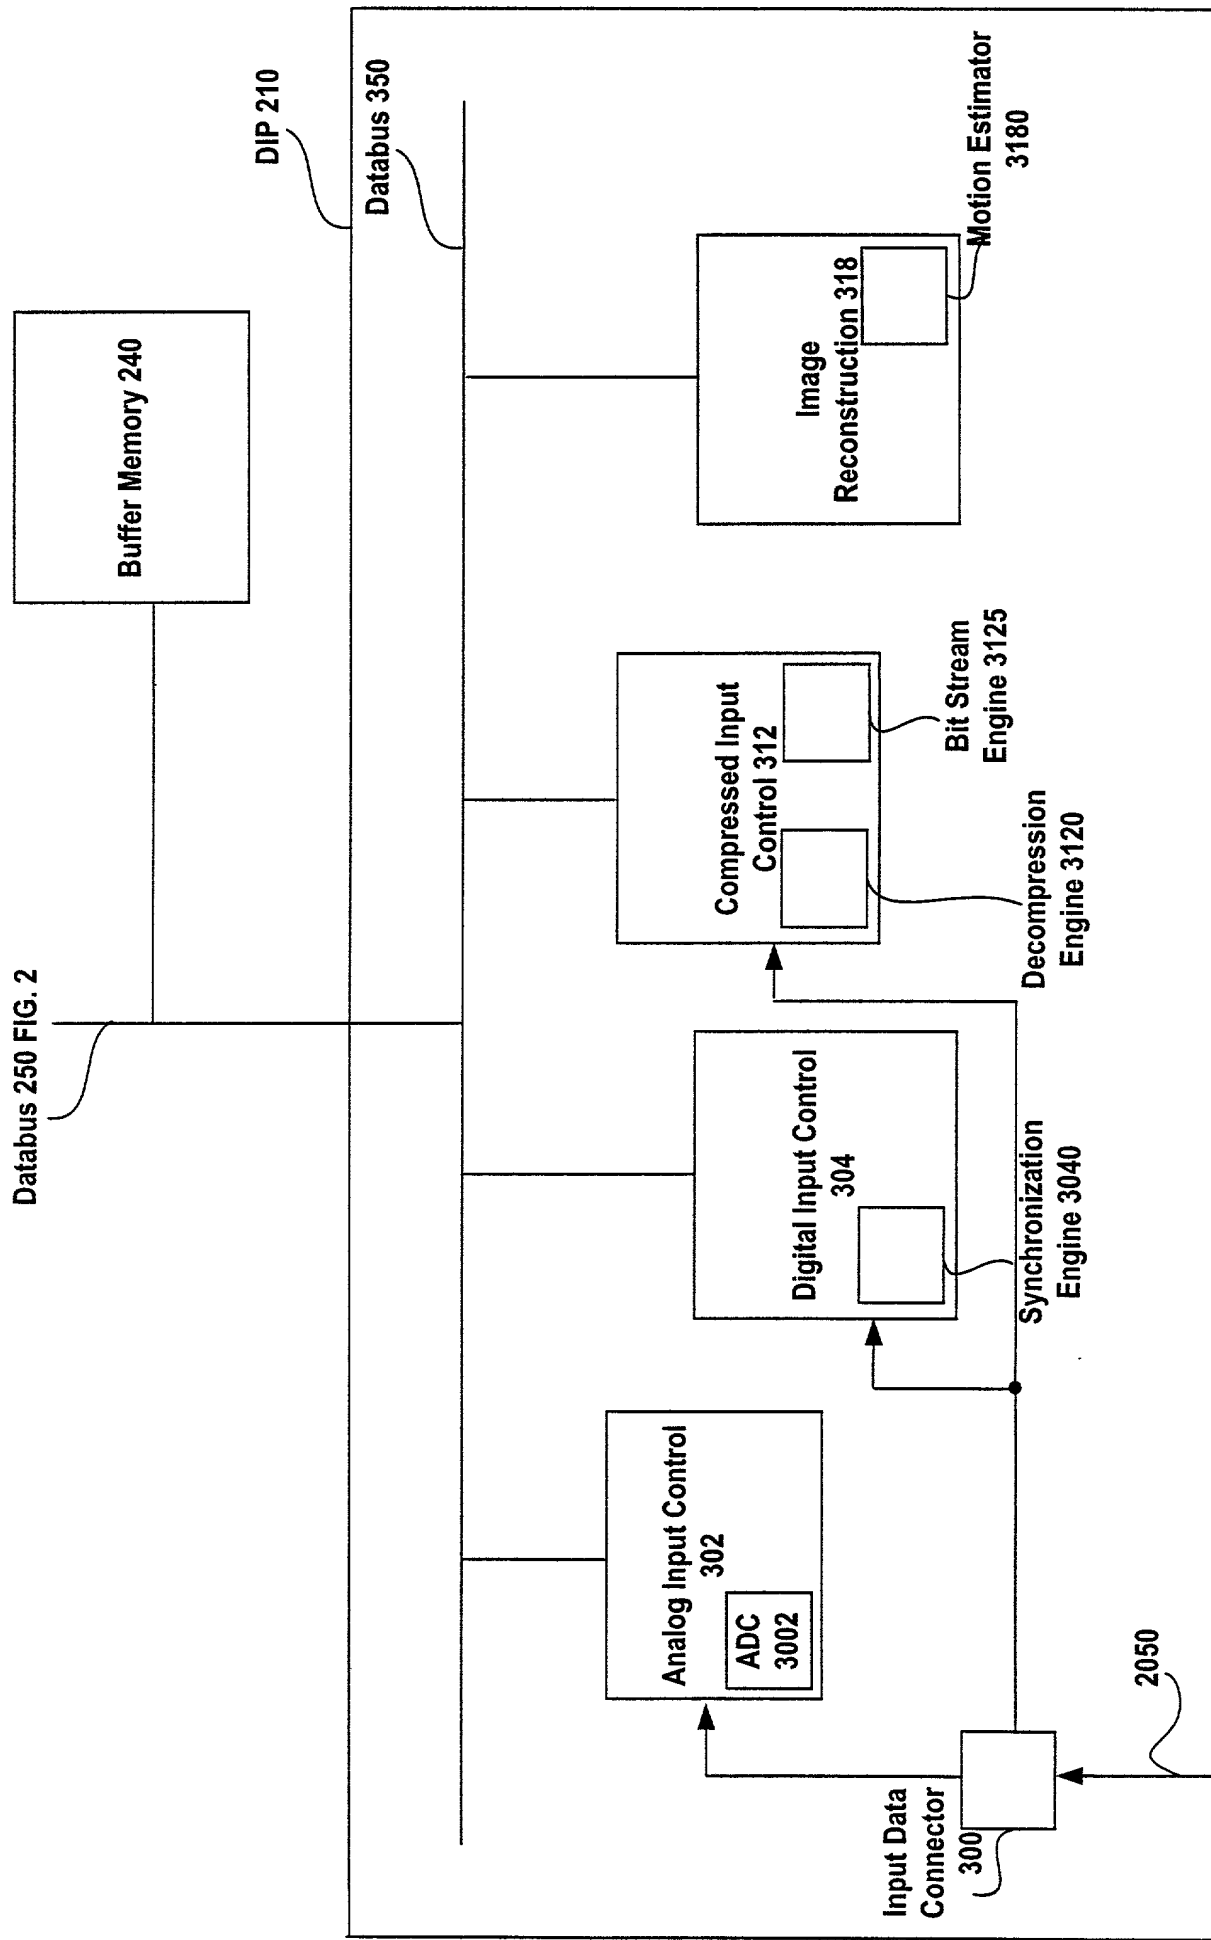 Databus 250 FIG. 2
Buffer Memory 240
DIP 210
Databus 350
Analog Input Control
302
ADC
3002
Digital Input Control
304
Synchronization
Engine 3040
Compressed Input
Control 312
Decompression
Engine 3120
Bit Stream
Engine 3125
Image
Reconstruction 318
Motion Estimator
3180
Input Data
Connector
300
2050